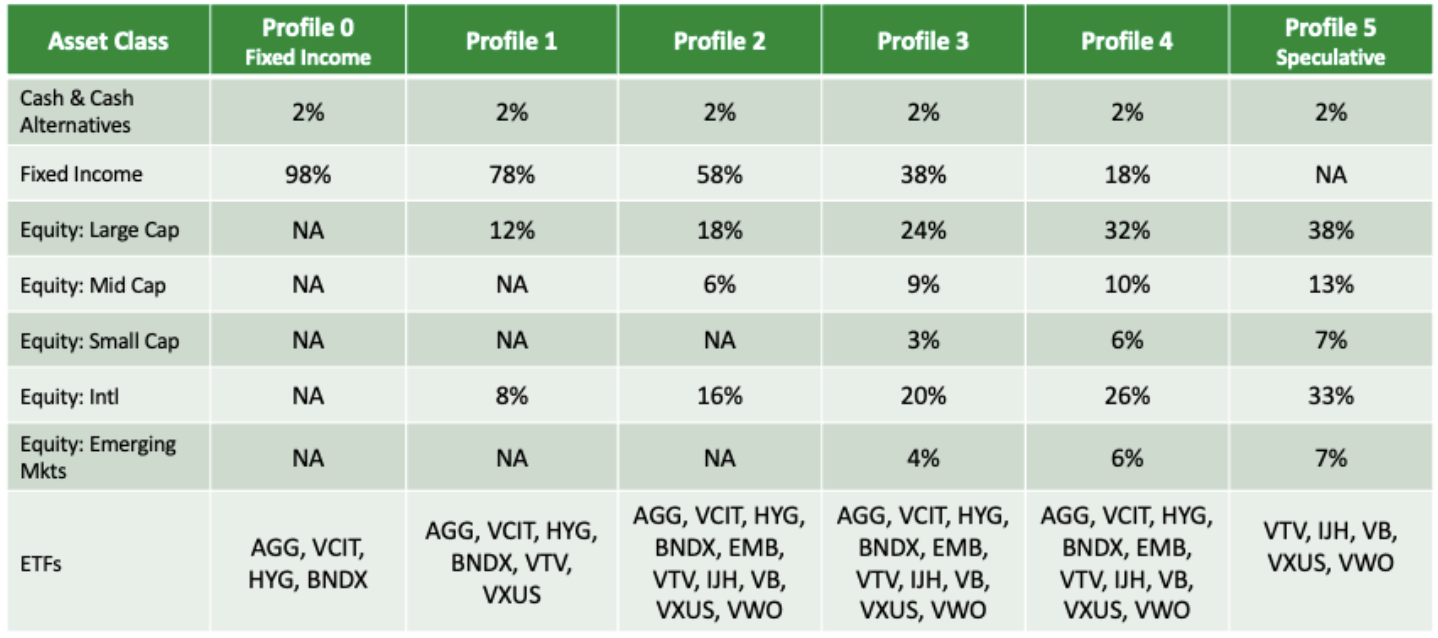 Asset Class Profile 0 Fixed Income Profile 1 Profile 2 Profile 3 Profile 4 Profile 5 Speculative
Cash & Cash Alternatives 2% 2% 2% 2% 2% 2%
Fixed Income 98% 78% 58% 38% 18% NA
Equity: Large Cap NA 12% 18% 24% 32% 38%
Equity: Mid Cap NA NA 6% 9% 10% 13%
Equity: Small Cap NA NA NA 3% 6% 7%
Equity: Intl NA 8% 16% 20% 26% 33%
Equity: Emerging Mkts NA NA NA 4% 6% 7%
ETFs AGG, VCIT, HYG, BNDX AGG, VCIT, HYG, BNDX, VTV, VXUS AGG, VCIT, HYG, BNDX, EMB, VTV, IJH, VB, VXUS, VWO AGG, VCIT, HYG, BNDX, EMB, VTV, IJH, VB, VXUS, VWO AGG, VCIT, HYG, BNDX, EMB, VTV, IJH, VB, VXUS, VWO VTV, IJH, VB, VXUS, VWO